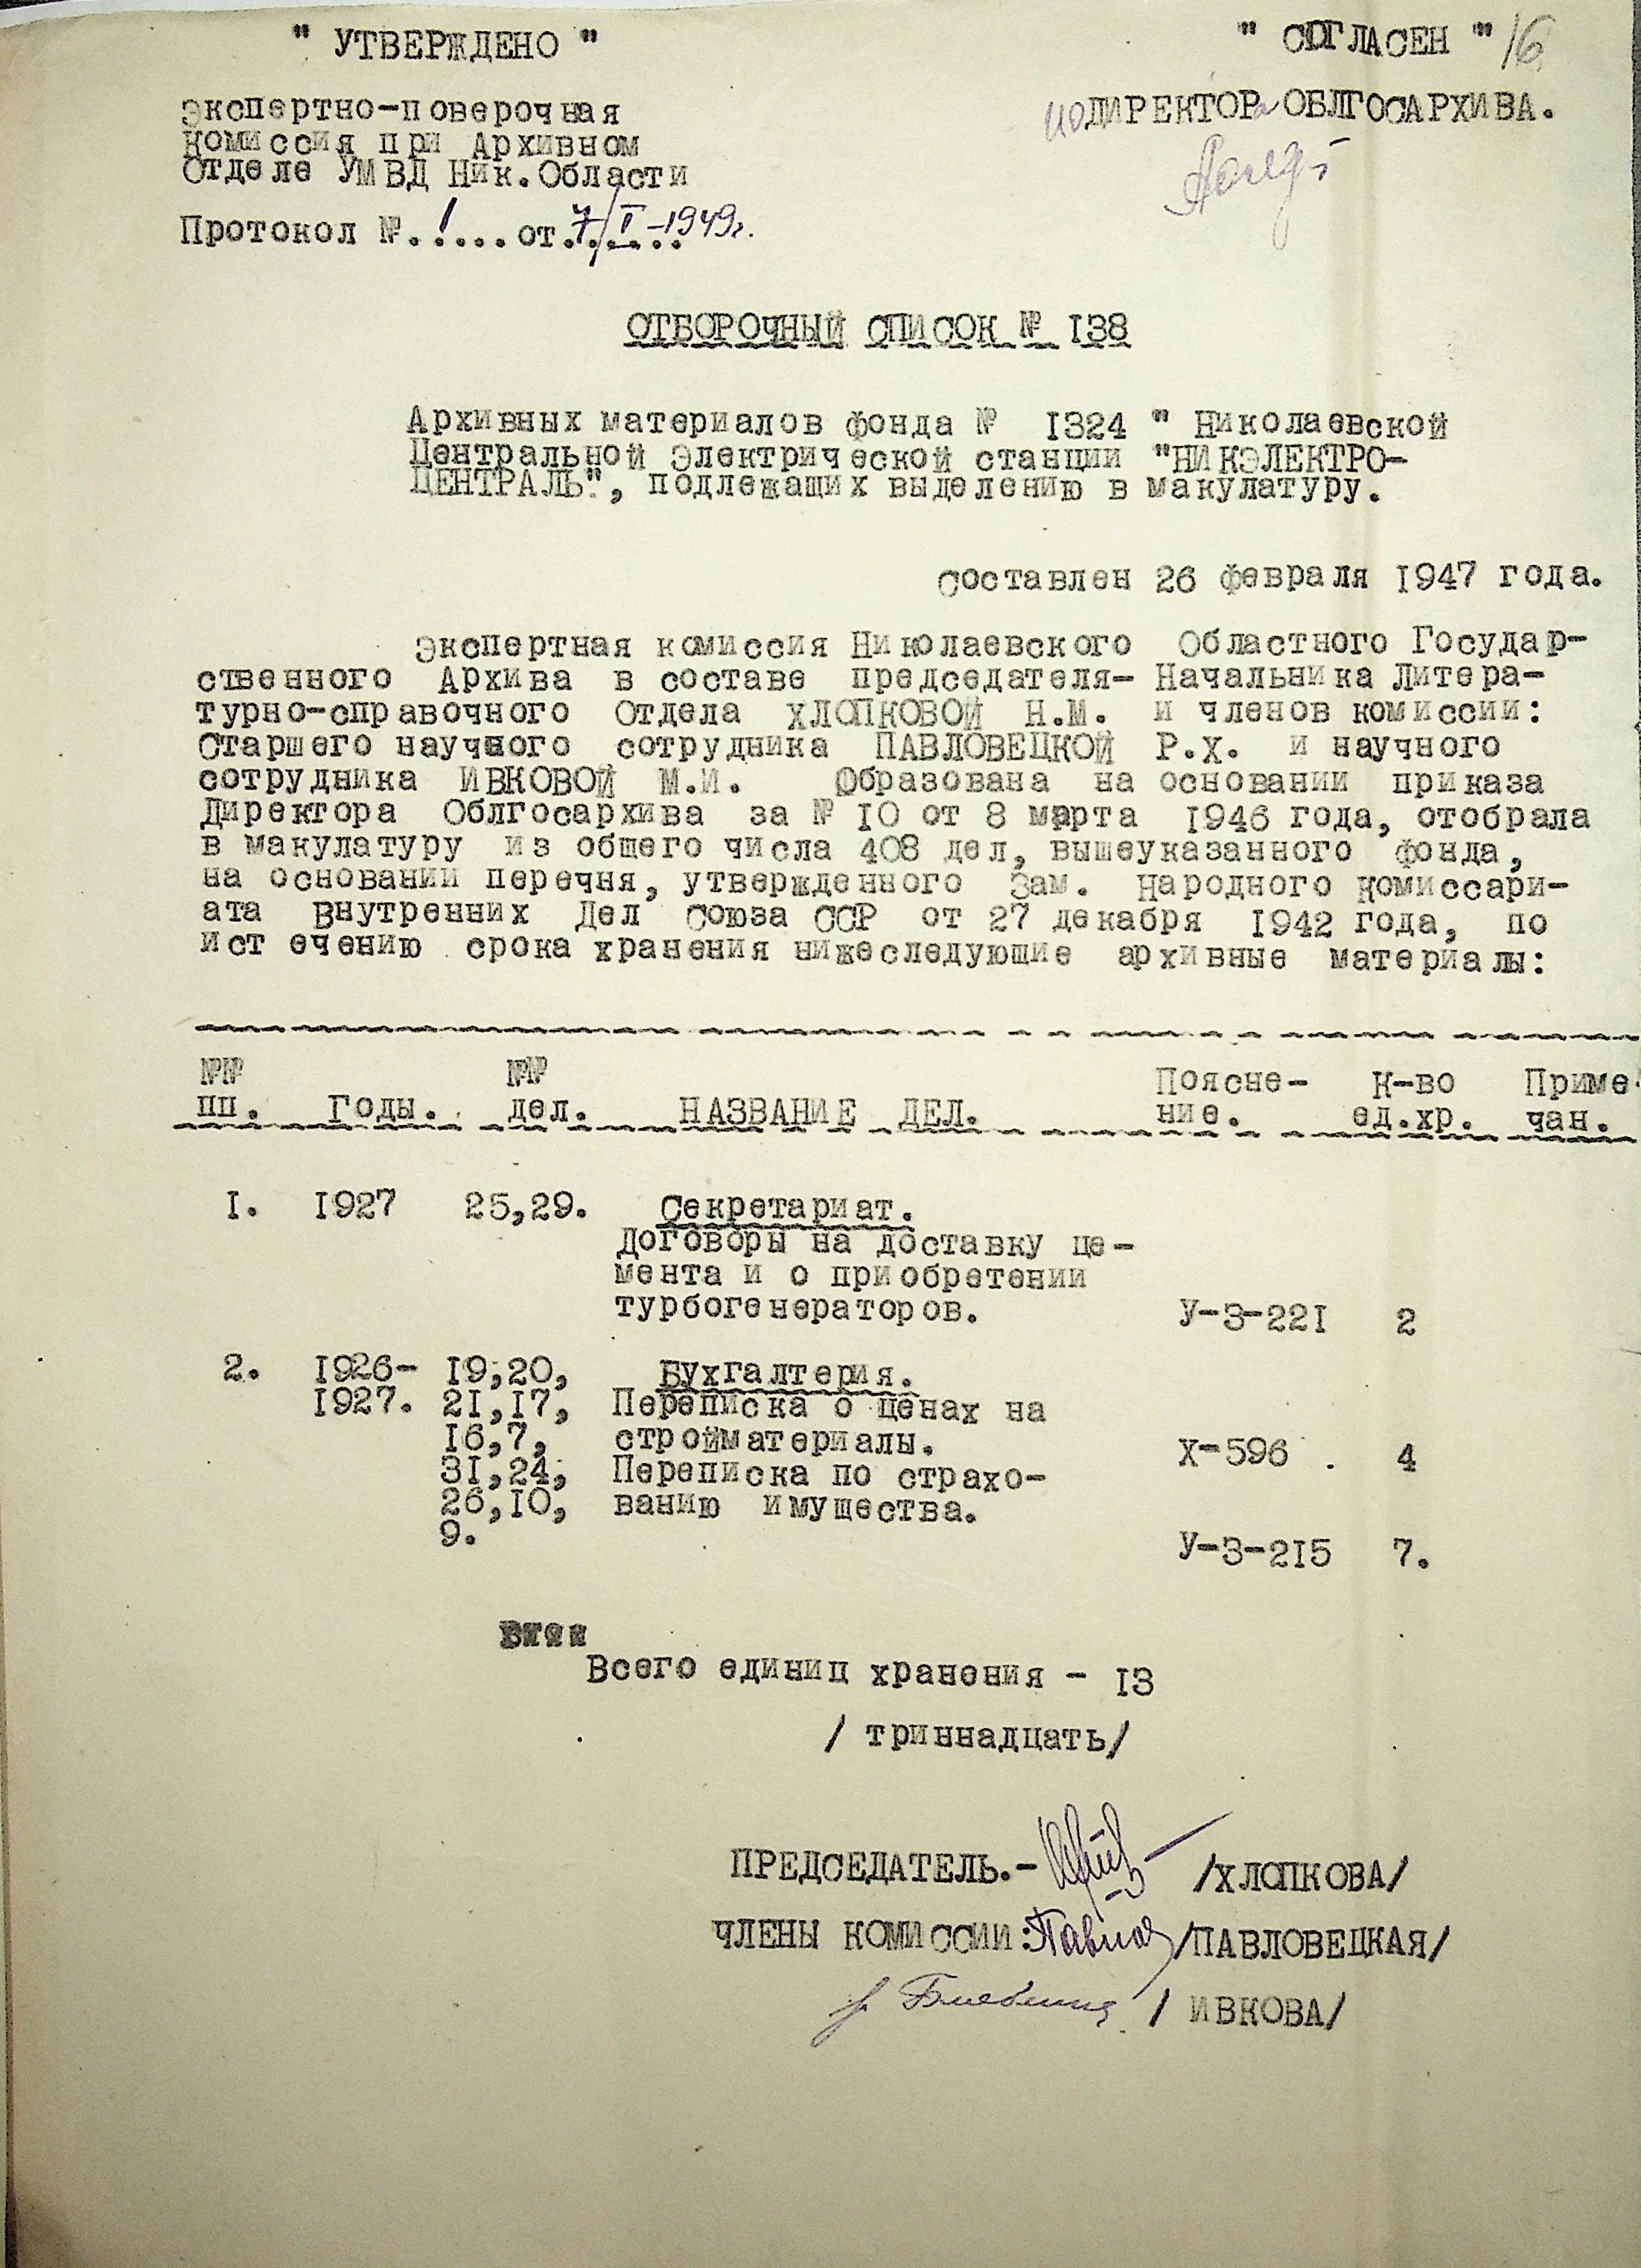 " УТВЕРЖДЕНО "
" СОГЛАСЕН " 16
Экспертно-поверочная
Комиссия при Архивном
Отделе УМВД Ник.Области
Протокол №.1....от.7/I-1949г.
ио ДИРЕКТОРа ОБЛГОСАРХИВА.
ОТБОРОЧНЫЙ СПИСОК № 138
Архивных материалов фонда № 1324 " Николаевской
Центральной Электрической станции "НИКЭЛЕКТРО-
ЦЕНТРАЛЬ", подлежащих выделению в макулатуру.
Составлен 26 февраля 1947 года.
Экспертная комиссия Николаевского Областного Государ-
ственного Архива в составе председателя- Начальника Литера-
турно-справочного Отдела ХЛОПКОВОЙ Н.М. и членов комиссии:
Старшего научного сотрудника ПАВЛОВЕЦКОЙ Р.Х. и научного
сотрудника ИВКОВОЙ М.И. Образована на основании приказа
Директора Облгосархива за № 10 от 8 марта 1946 года, отобрала
в макулатуру из общего числа 408 дел, вышеуказанного фонда,
на основании перечня, утвержденного Зам. Народного Комиссари-
ата Внутренних Дел Союза ССР от 27 декабря 1942 года, по
ист ечению срока хранения нижеследующие архивные материалы:
№№ №№ Поясне- К-во Приме-
пп. Годы. дел. НАЗВАНИЕ ДЕЛ. ние. ед.хр. чан.
1. 1927 25,29. Секретариат.
Договоры на доставку це-
мента и о приобретении
турбогенераторов. У-3-221 2
2. 1926- 19,20, Бухгалтерия.
1927. 21,17, Переписка о ценах на
16,7, стройматериалы. Х-596 . 4
31,24, Переписка по страхо-
26,10, ванию имущества.
9. У-3-215 7.
Всего единиц хранения - 13
/ триннадцать/
ПРЕДСЕДАТЕЛЬ.- /ХЛОПКОВА/
ЧЛЕНЫ КОМИССИИ: /ПАВЛОВЕЦКАЯ/
/ ИВКОВА/